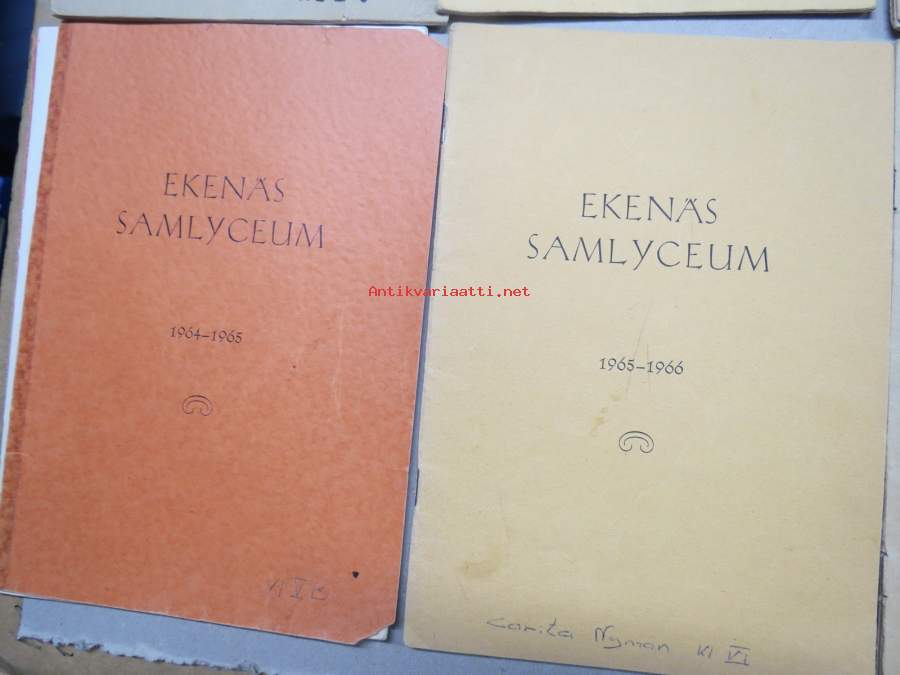 EKENÄS
SAMLYCEUM
1964–1965
EKENÄS
SAMLYCEUM
1965–1966
Carita Nyman Kl VI
Antikvariaatti.net